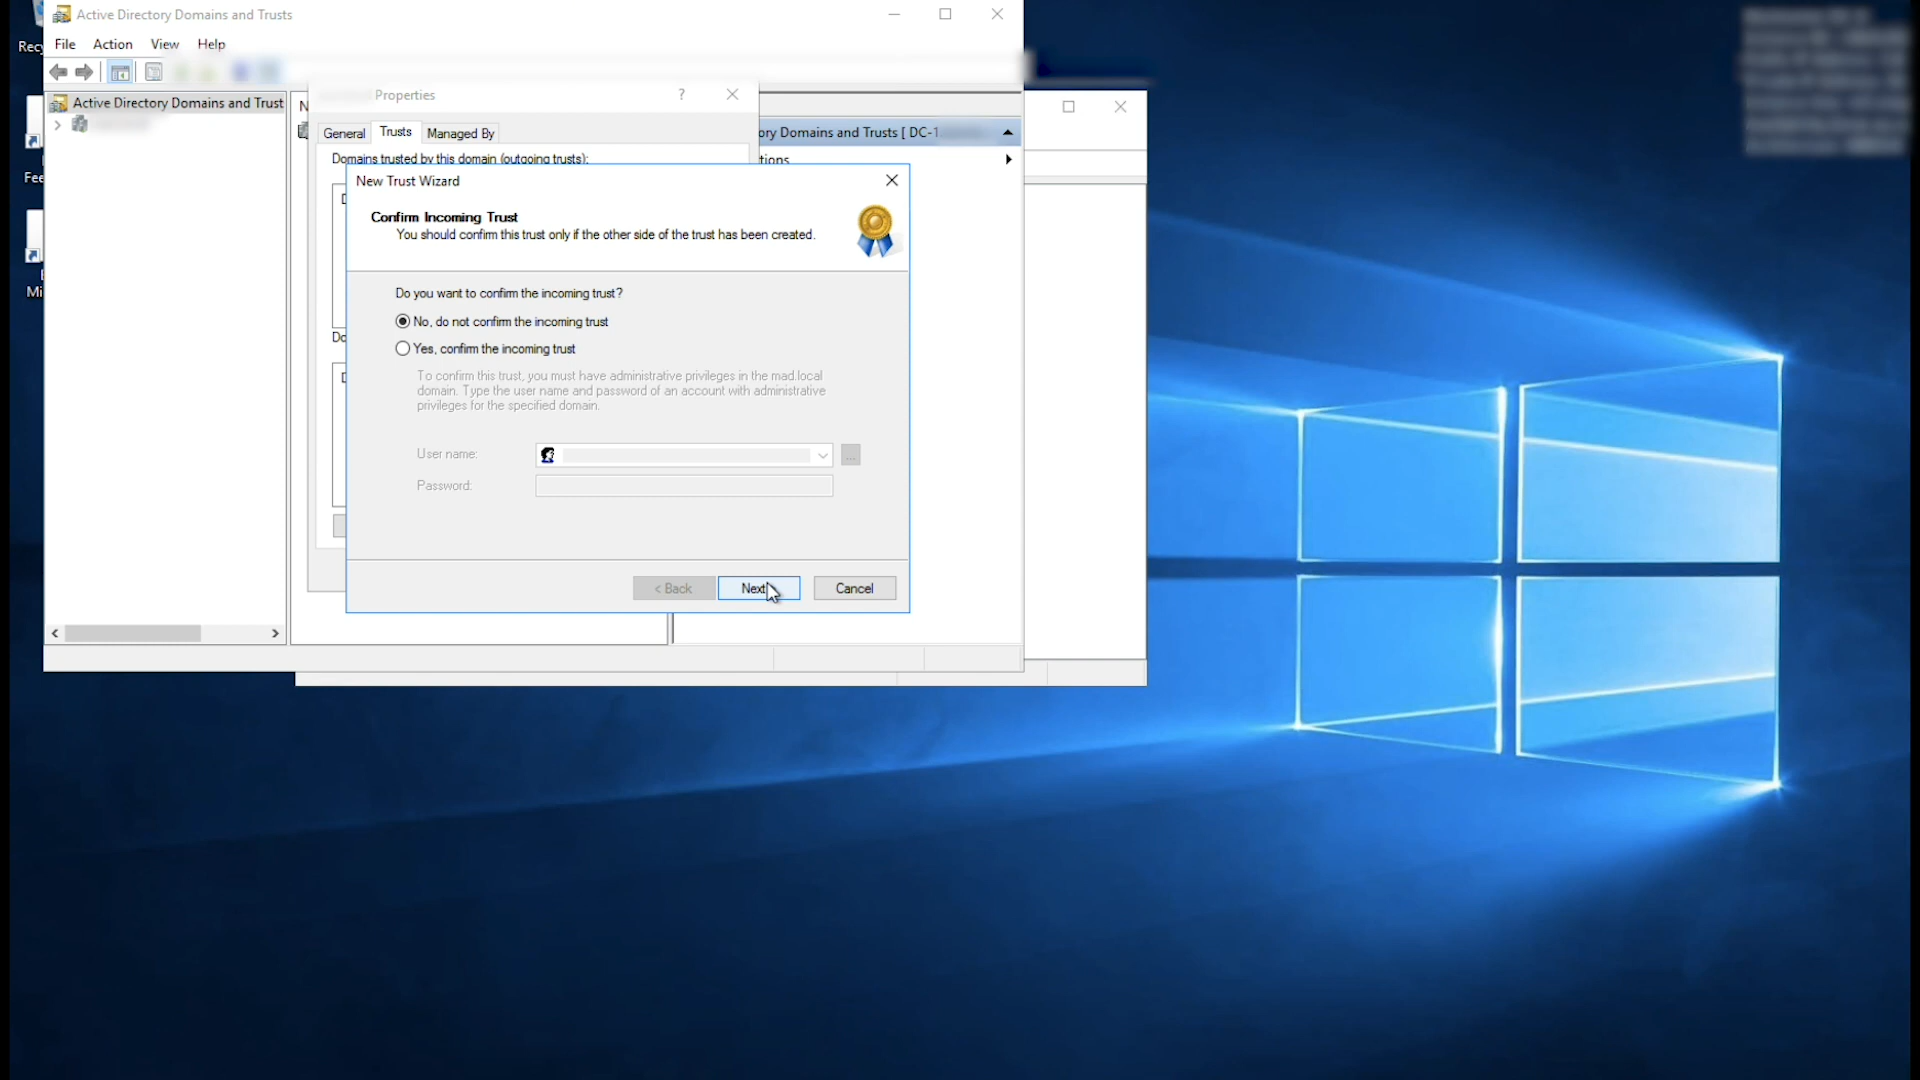 Active Directory Domains and Trusts
File Action View Help
Active Directory Domains and Trust
Properties
?
General Trusts Managed By
Domains trusted by this domain (outgoing trusts):
ory Domains and Trusts [ DC-1
tions
New Trust Wizard
Confirm Incoming Trust
You should confirm this trust only if the other side of the trust has been created.
Do you want to confirm the incoming trust?
No, do not confirm the incoming trust
Yes, confirm the incoming trust
To confirm this trust, you must have administrative privileges in the mad.local
domain. Type the user name and password of an account with administrative
privileges for the specified domain.
User name:
...
Password:
< Back Next Cancel
Recy
Fee
Mi
Do